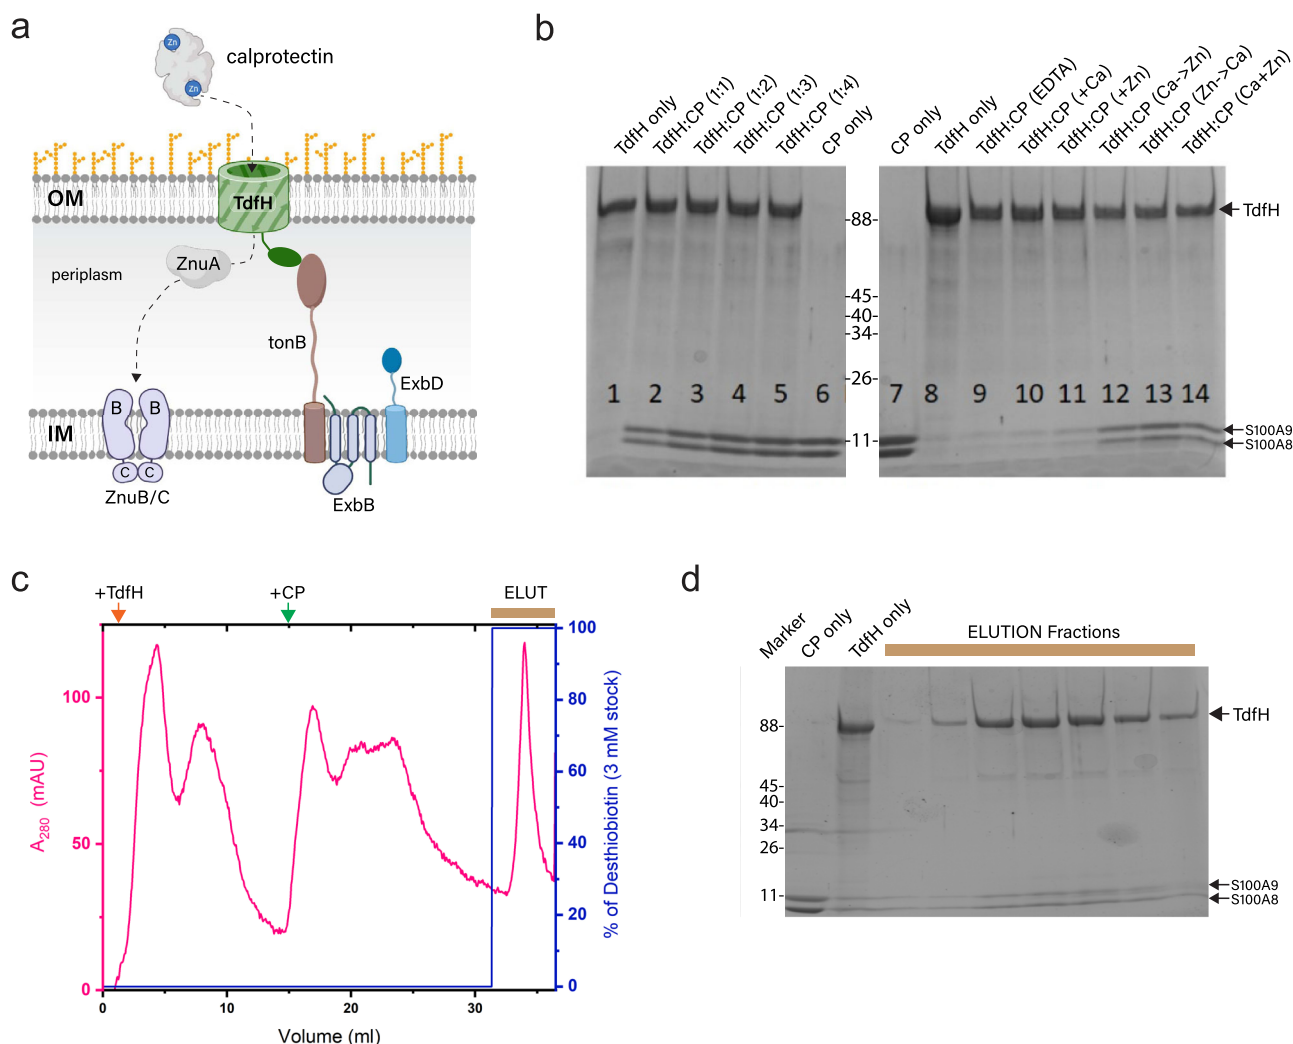 a
Zn
Zn
calprotectin
OM
TdfH
ZnuA
periplasm
tonB
ExbD
B B
IM
C C
ZnuB/C
ExbB
b
TdfH only
TdfH:CP (1:1)
TdfH:CP (1:2)
TdfH:CP (1:3)
TdfH:CP (1:4)
CP only
CP only
TdfH only
TdfH:CP (EDTA)
TdfH:CP (+Ca)
TdfH:CP (+Zn)
TdfH:CP (Ca->Zn)
TdfH:CP (Zn->Ca)
TdfH:CP (Ca+Zn)
-88-
TdfH
-45-
-40-
-34-
-26-
1 2 3 4 5 6 7 8 9 10 11 12 13 14
-11-
S100A9
S100A8
c
+TdfH
+CP
ELUT
100
50
0
A280 (mAU)
100
80
60
40
20
0
% of Desthiobiotin (3 mM stock)
0 10 20 30
Volume (ml)
d
Marker
CP only
TdfH only
ELUTION Fractions
88-
TdfH
45-
40-
34-
26-
11-
S100A9
S100A8